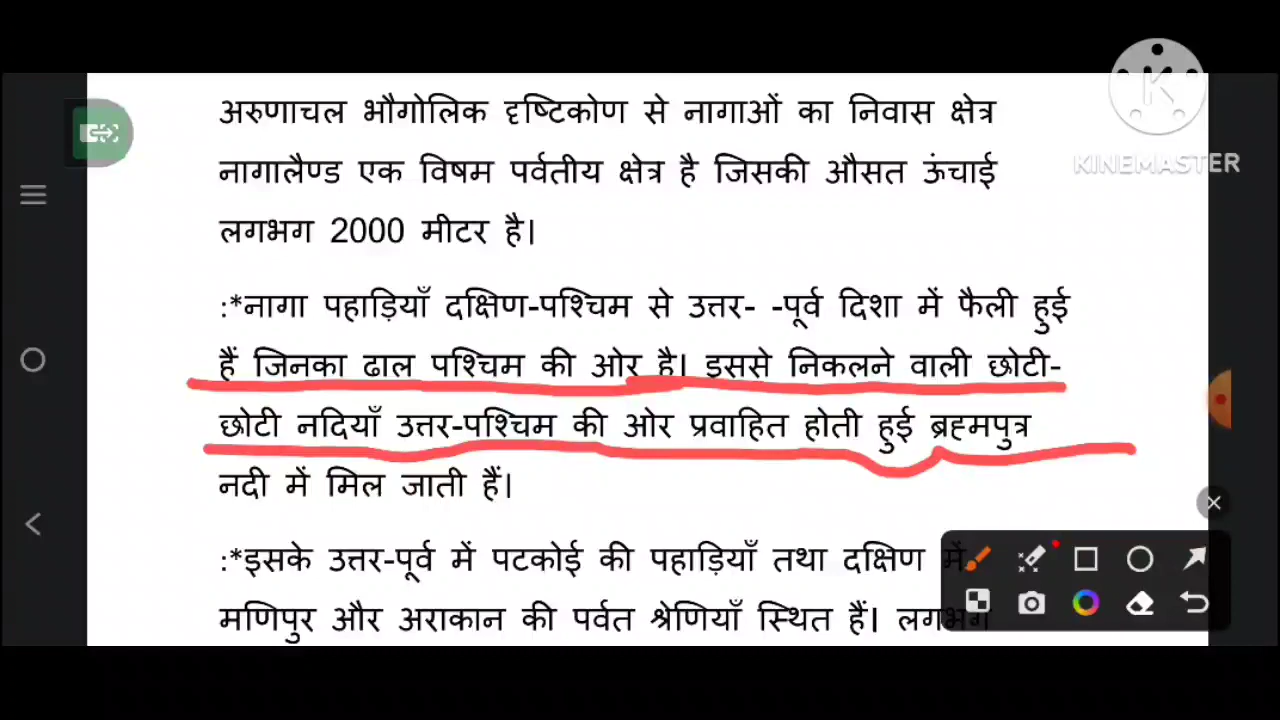 अरुणाचल भौगोलिक दृष्टिकोण से नागाओं का निवास क्षेत्र
नागालैण्ड एक विषम पर्वतीय क्षेत्र है जिसकी औसत ऊंचाई
लगभग 2000 मीटर है।
:*नागा पहाड़ियाँ दक्षिण-पश्चिम से उत्तर- -पूर्व दिशा में फैली हुई
हैं जिनका ढाल पश्चिम की ओर है। इससे निकलने वाली छोटी-
छोटी नदियाँ उत्तर-पश्चिम की ओर प्रवाहित होती हुई ब्रह्मपुत्र
नदी में मिल जाती हैं।
:*इसके उत्तर-पूर्व में पटकोई की पहाड़ियाँ तथा दक्षिण में
मणिपुर और अराकान की पर्वत श्रेणियाँ स्थित हैं। लगभग
K
KINEMASTER